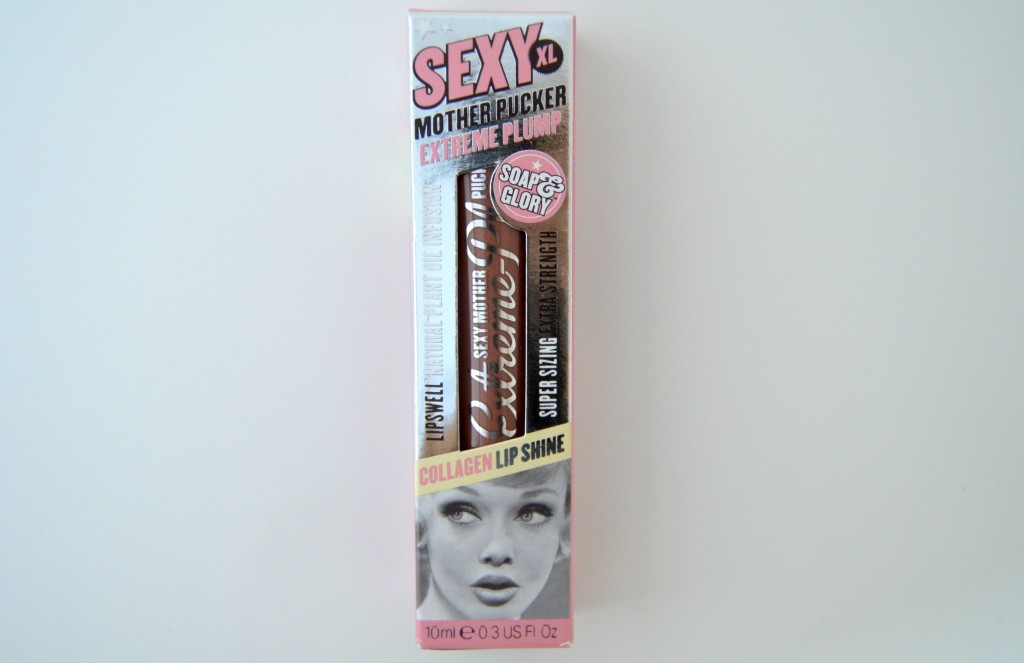 SEXY XL
MOTHER PUCKER
EXTREME PLUMP
SOAP &
GLORY
LIPSWELL NATURAL PLANT OIL INFUSION
SEXY MOTHER PUC
Extreme
SUPER SIZING EXTRA STRENGTH
COLLAGEN LIP SHINE
10ml e 0.3 US Fl Oz